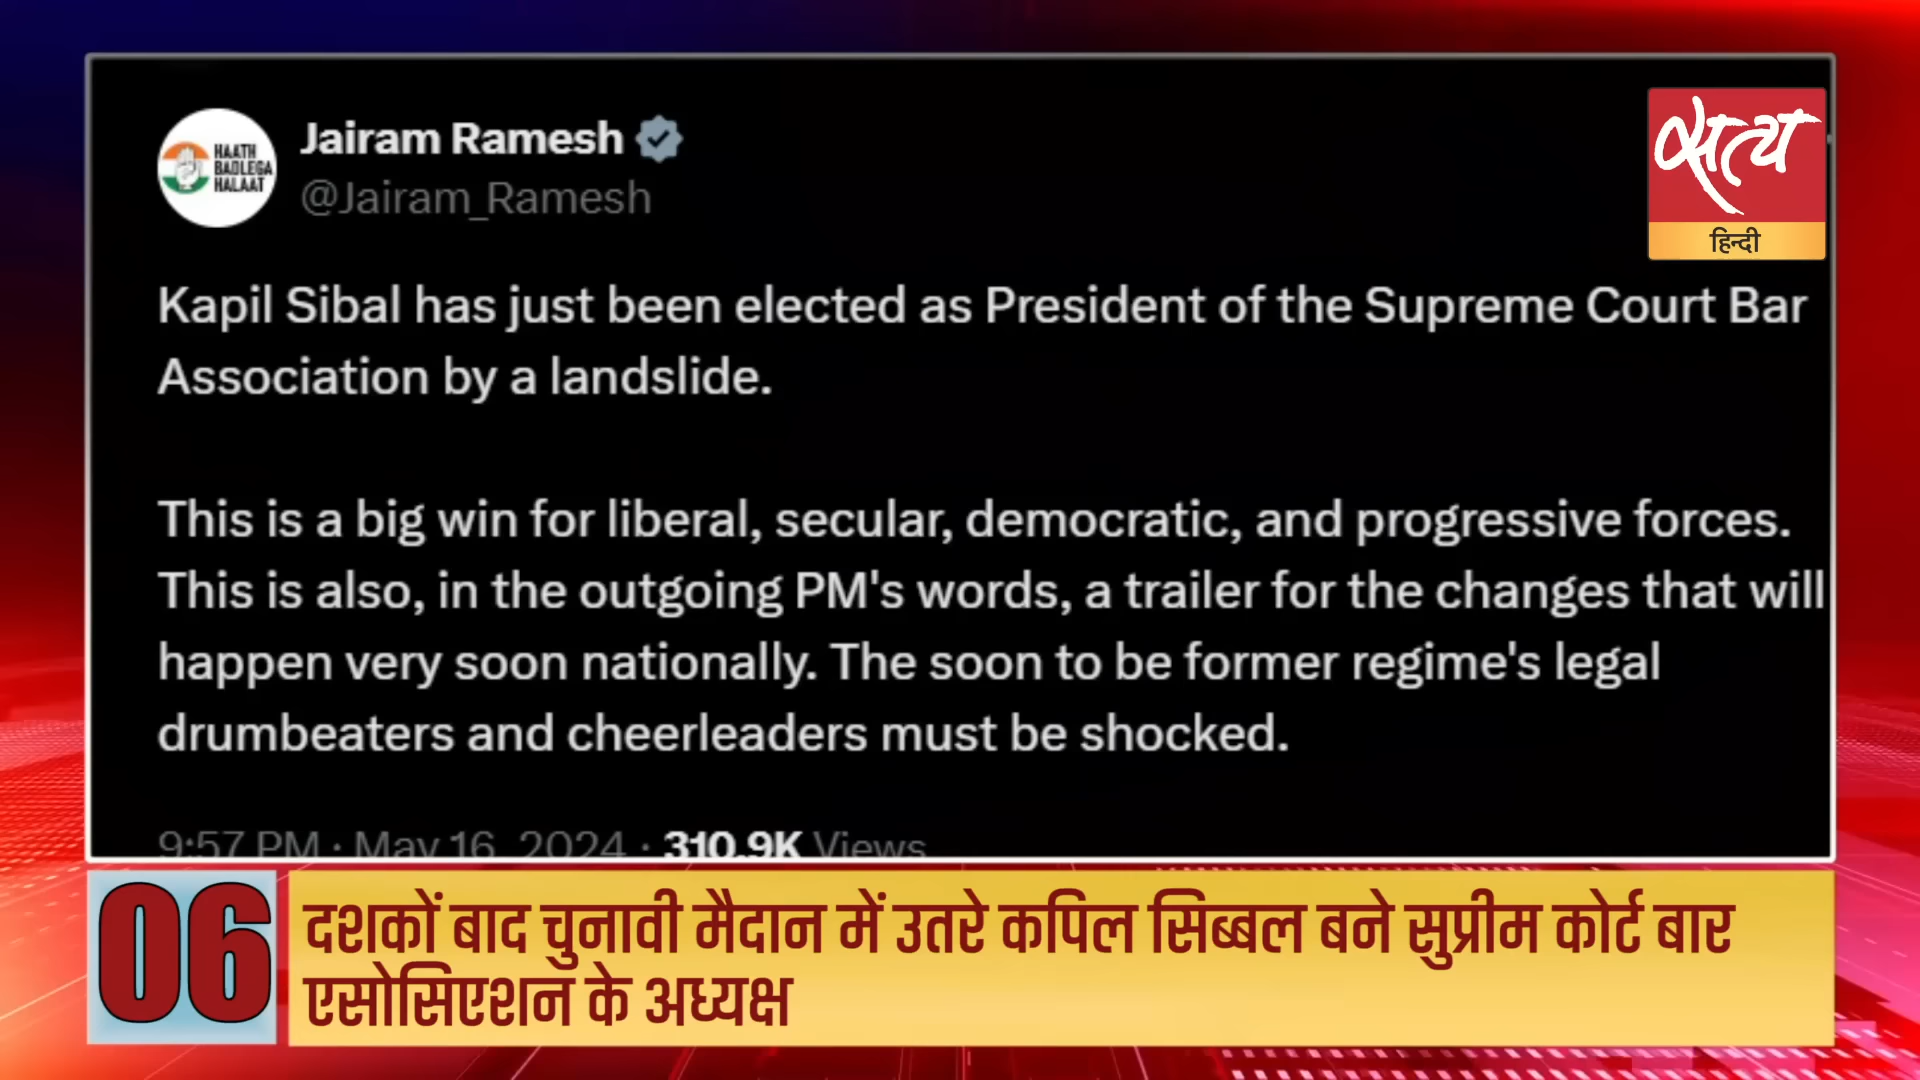 HAATH
BADLEGA
HALAAT
Jairam Ramesh
@Jairam_Ramesh
सत्य
हिन्दी
Kapil Sibal has just been elected as President of the Supreme Court Bar
Association by a landslide.
This is a big win for liberal, secular, democratic, and progressive forces.
This is also, in the outgoing PM's words, a trailer for the changes that will
happen very soon nationally. The soon to be former regime's legal
drumbeaters and cheerleaders must be shocked.
9:57 PM · May 16, 2024 · 310.9K Views
06
दशकों बाद चुनावी मैदान में उतरे कपिल सिब्बल बने सुप्रीम कोर्ट बार
एसोसिएशन के अध्यक्ष